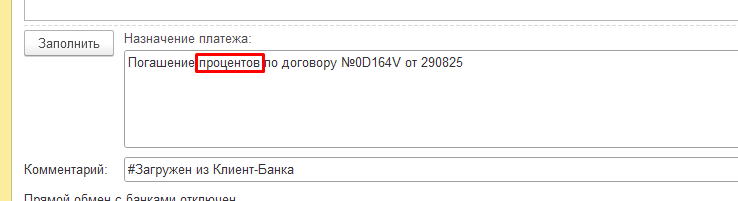 Заполнить
Назначение платежа:
Погашение процентов по договору №0D164V от 290825
Комментарий:
#Загружен из Клиент-Банка
Прямой обмен с банками отключен